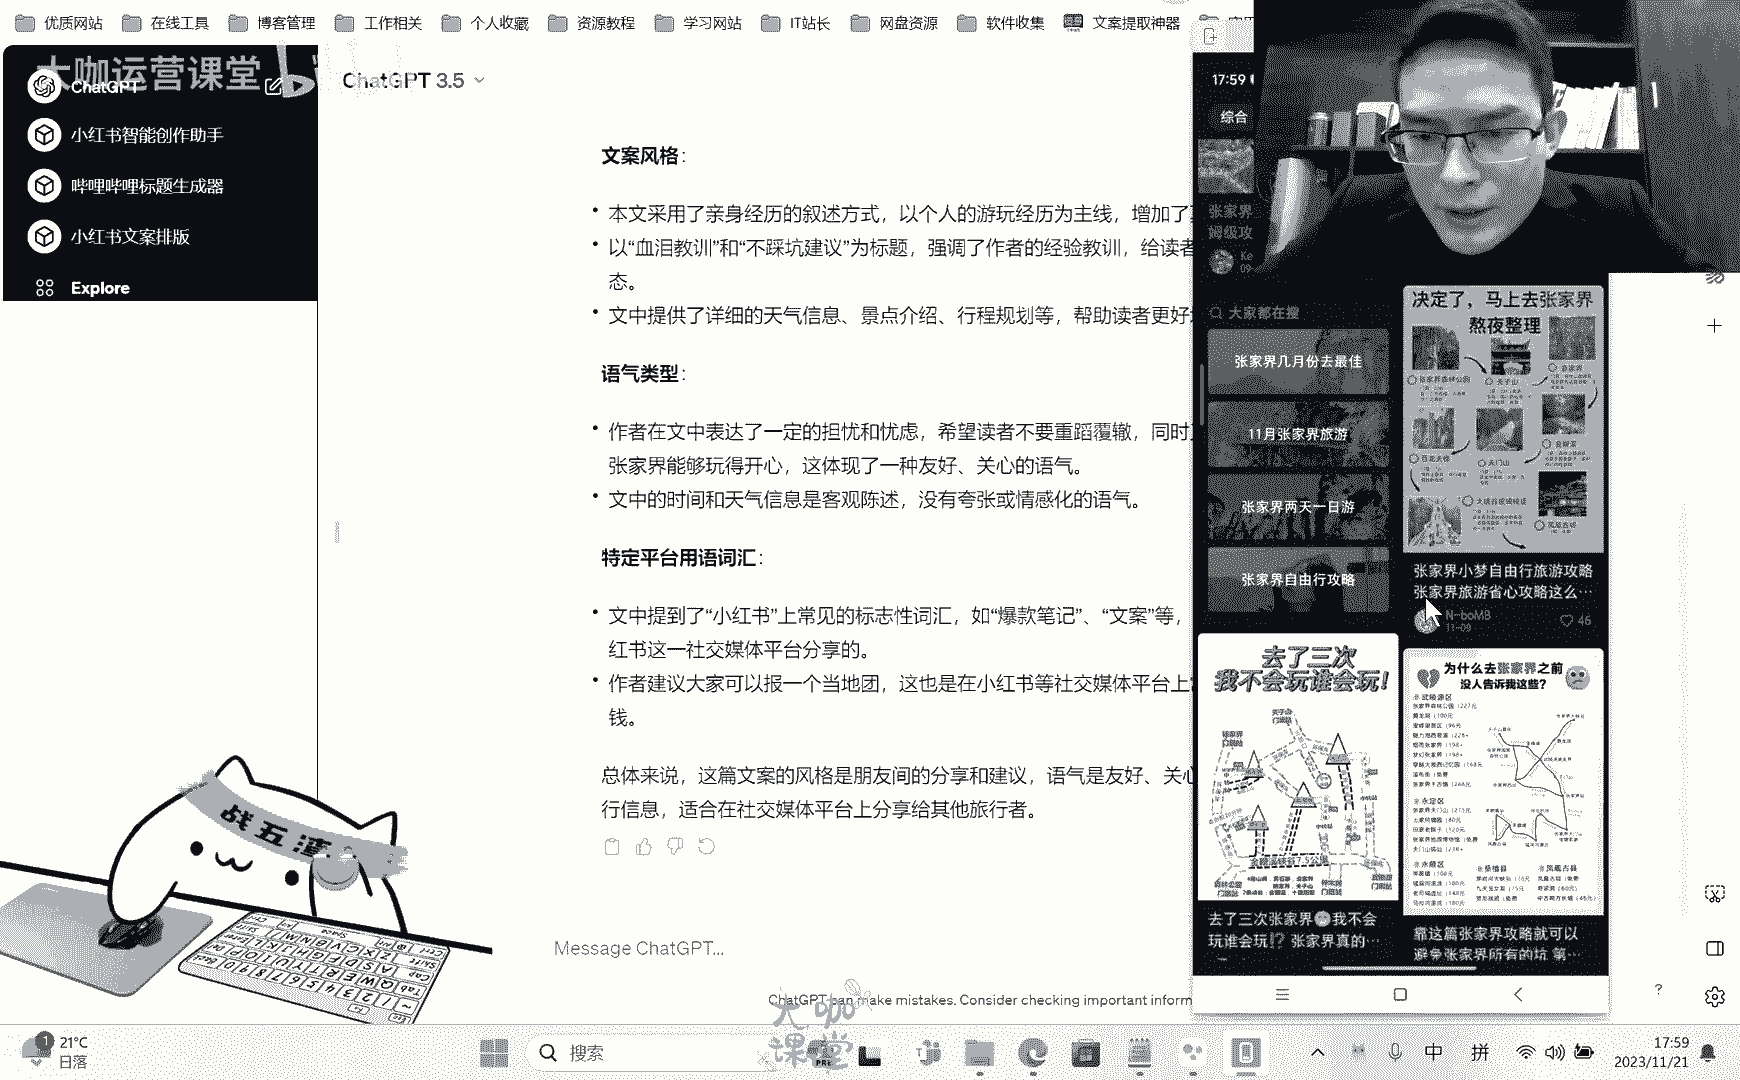 优质网站
在线工具
博客管理
工作相关
个人收藏
资源教程
学习网站
IT站长
网盘资源
软件收集
文案提取神器
大咖运营课堂
ChatGPT
小红书智能创作助手
哔哩哔哩标题生成器
小红书文案排版
Explore
ChatGPT 3.5
文案风格：
本文采用了亲身经历的叙述方式，以个人的游玩经历为主线，增加了
以“血泪教训”和“不踩坑建议”为标题，强调了作者的经验教训，给读者
态。
文中提供了详细的天气信息、景点介绍、行程规划等，帮助读者更好
语气类型：
作者在文中表达了一定的担忧和忧虑，希望读者不要重蹈覆辙，同时
张家界能够玩得开心，这体现了一种友好、关心的语气。
文中的时间和天气信息是客观陈述，没有夸张或情感化的语气。
特定平台用语词汇：
文中提到了“小红书”上常见的标志性词汇，如“爆款笔记”、“文案”等，
红书这一社交媒体平台分享的。
作者建议大家可以报一个当地团，这也是在小红书等社交媒体平台上
钱。
总体来说，这篇文案的风格是朋友间的分享和建议，语气是友好、关心
行信息，适合在社交媒体平台上分享给其他旅行者。
Message ChatGPT...
ChatGPT can make mistakes. Consider checking important inform
17:59
综合
张家界
姆级攻
Ke
09-
大家都在搜
张家界几月份去最佳
11月张家界旅游
张家界两天一日游
张家界自由行攻略
决定了，马上去张家界
熬夜整理
张家界小梦自由行旅游攻略
张家界旅游省心攻略这么…
N-boMB
11-09
46
去了三次
我不会玩谁会玩！
去了三次张家界我不会
玩谁会玩⁉️ 张家界真的…
为什么去张家界之前
没人告诉我这些？
靠这篇张家界攻略就可以
避免张家界所有的坑 第…
战五渣
大咖
课堂
21°C
日落
搜索
中
拼
17:59
2023/11/21